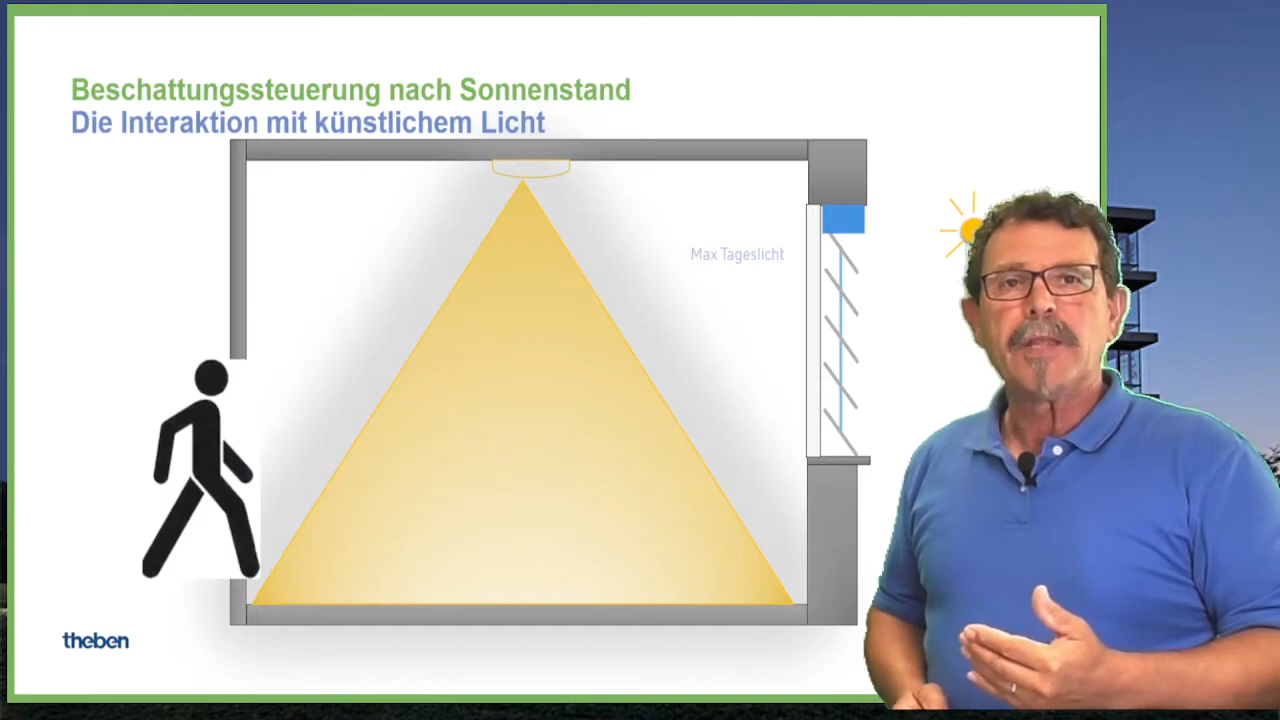 Beschattungssteuerung nach Sonnenstand
Die Interaktion mit künstlichem Licht
Max Tageslicht
theben